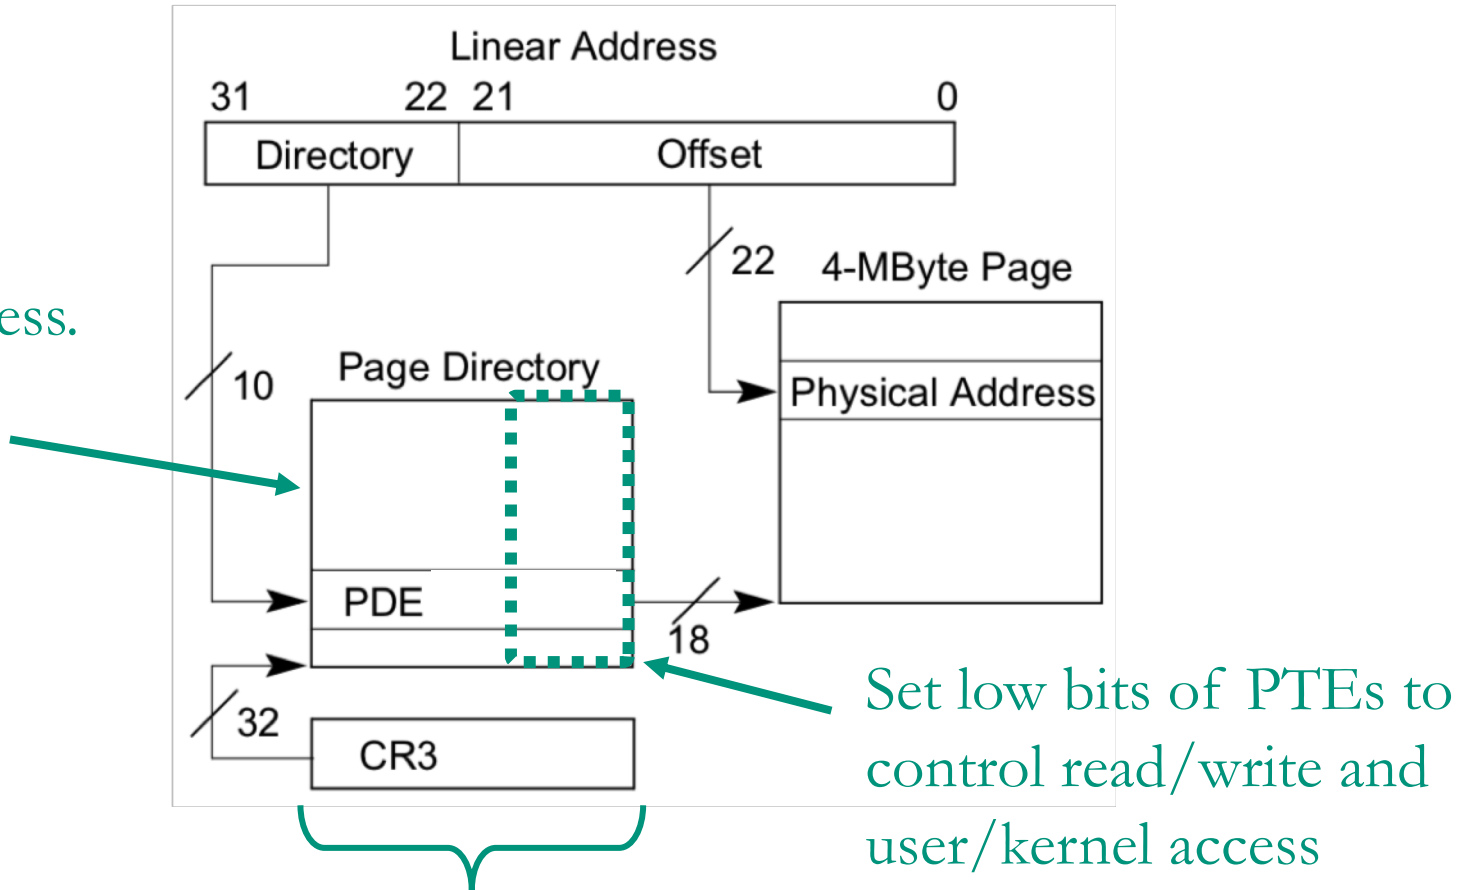 Linear Address
31 22 21 0
Directory Offset
22
4-MByte Page
ess.
Page Directory
10
Physical Address
PDE
18
32
CR3
Set low bits of PTEs to
control read/write and
user/kernel access